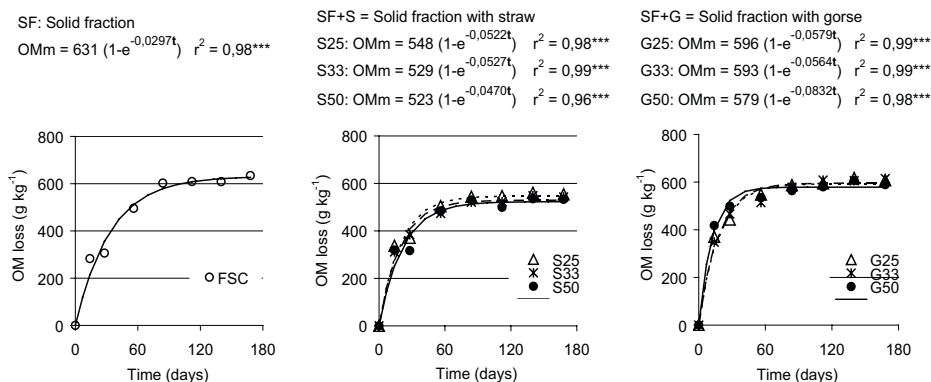 SF: Solid fraction
OMm = 631 (1-e^-0,0297t) r² = 0,98***
SF+S = Solid fraction with straw
S25: OMm = 548 (1-e^-0,0522t) r² = 0,98***
S33: OMm = 529 (1-e^-0,0527t) r² = 0,99***
S50: OMm = 523 (1-e^-0,0470t) r² = 0,96***
SF+G = Solid fraction with gorse
G25: OMm = 596 (1-e^-0,0579t) r² = 0,99***
G33: OMm = 593 (1-e^-0,0564t) r² = 0,99***
G50: OMm = 579 (1-e^-0,0832t) r² = 0,98***
OM loss (g kg⁻¹)
800
600
400
200
0
FSC
0 60 120 180
Time (days)
OM loss (g kg⁻¹)
800
600
400
200
0
S25
S33
S50
0 60 120 180
Time (days)
OM loss (g kg⁻¹)
800
600
400
200
0
G25
G33
G50
0 60 120 180
Time (days)